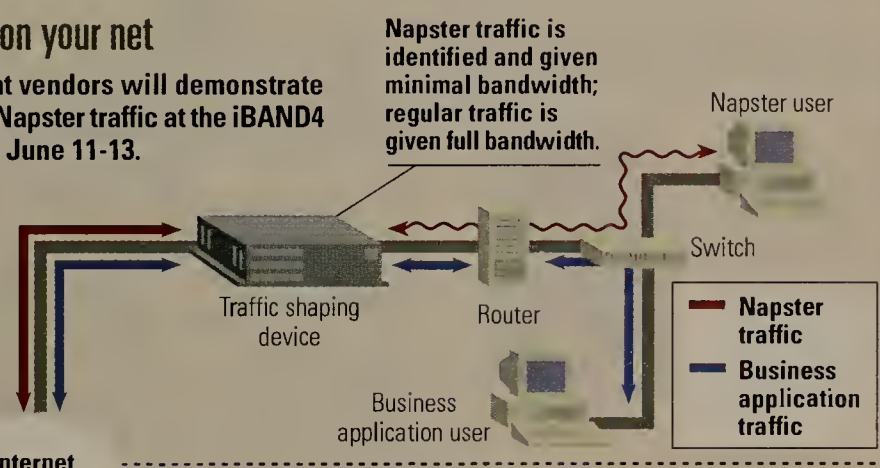 on your net
vendors will demonstrate
Napster traffic at the iBAND4
June 11-13.
Napster traffic is
identified and given
minimal bandwidth;
regular traffic is
given full bandwidth.
Napster user
Switch
Traffic shaping
device
Router
Business
application user
Napster
traffic
Business
application
traffic